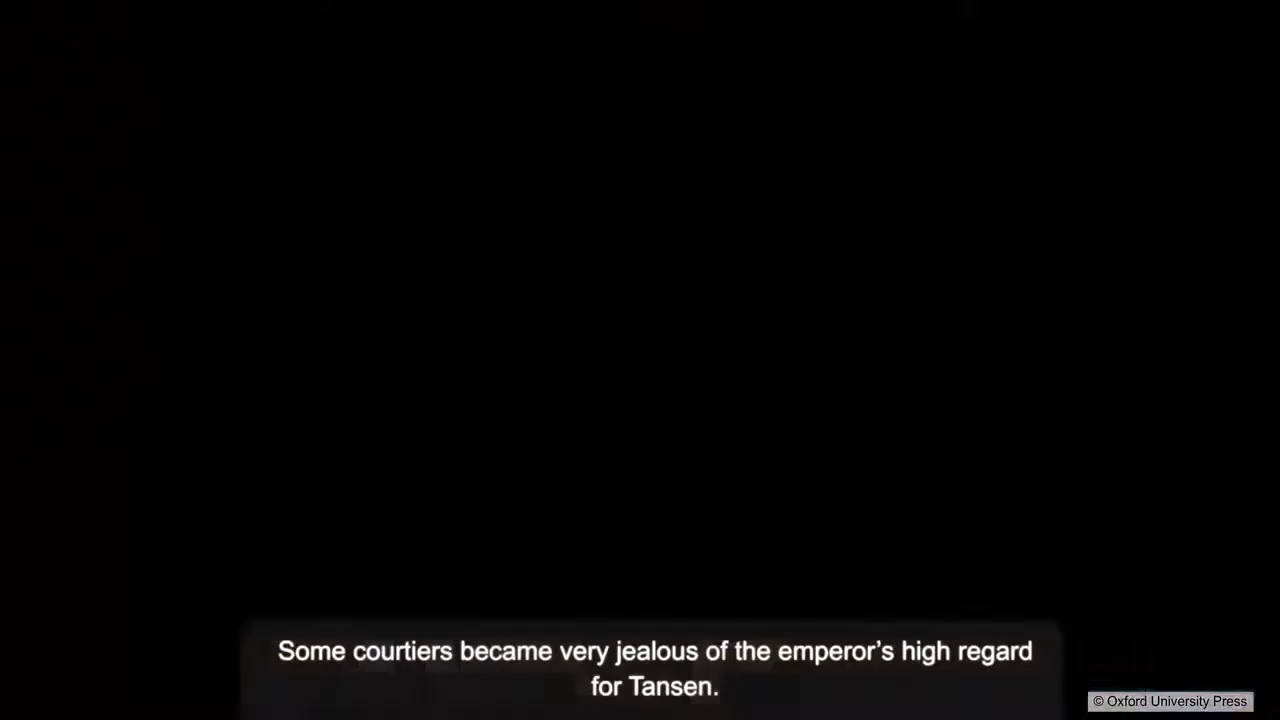 Some courtiers became very jealous of the emperor’s high regard
for Tansen.
© Oxford University Press